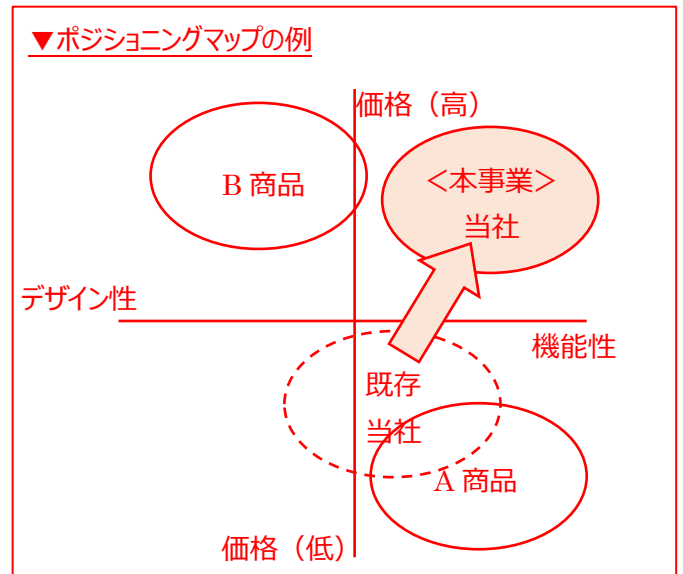 ▼ポジショニングマップの例
価格（高）
B 商品
＜本事業＞
当社
デザイン性
機能性
既存
当社
A 商品
価格（低）